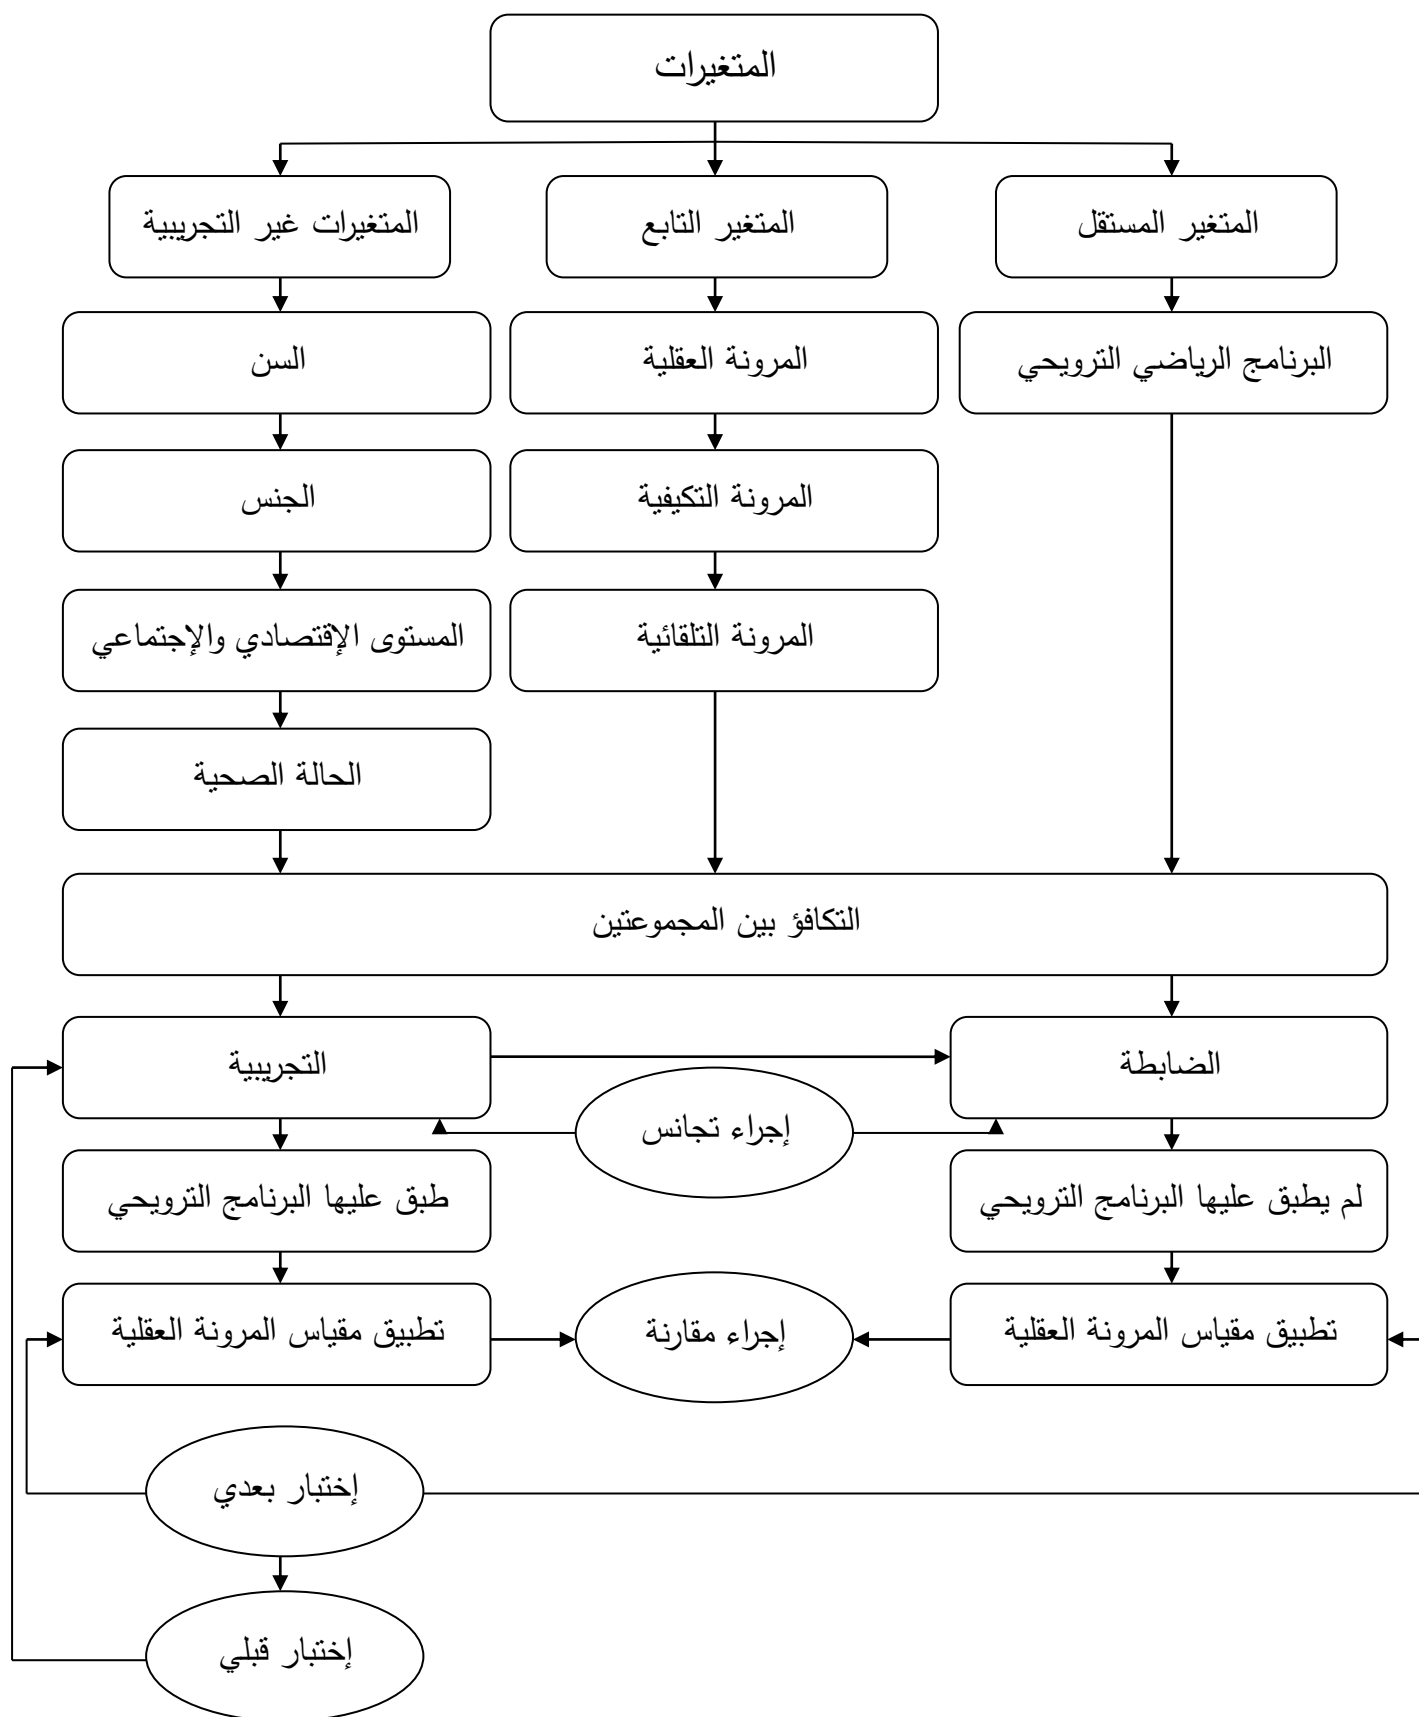 المتغيرات
المتغير المستقل
المتغير التابع
المتغيرات غير التجريبية
البرنامج الرياضي الترويحي
المرونة العقلية
السن
المرونة التكيفية
الجنس
المرونة التلقائية
المستوى الإقتصادي والإجتماعي
الحالة الصحية
التكافؤ بين المجموعتين
الضابطة
التجريبية
إجراء تجانس
لم يطبق عليها البرنامج الترويحي
طبق عليها البرنامج الترويحي
تطبيق مقياس المرونة العقلية
إجراء مقارنة
تطبيق مقياس المرونة العقلية
إختبار بعدي
إختبار قبلي